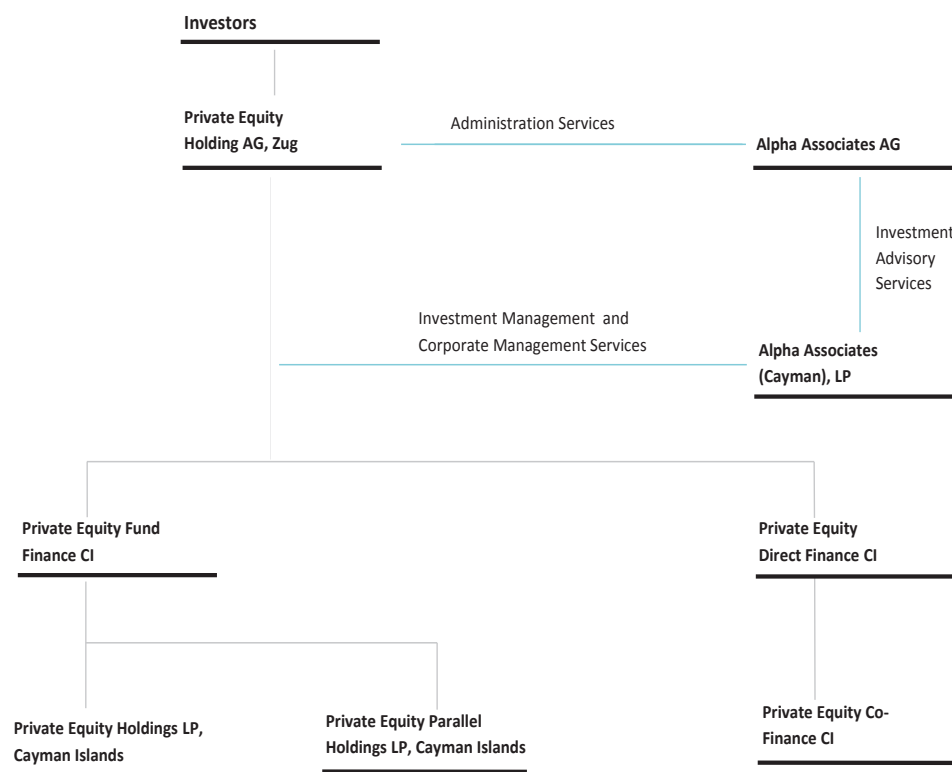 Investors
Private Equity
Holding AG, Zug
Administration Services
Alpha Associates AG
Investment
Advisory
Services
Investment Management and
Corporate Management Services
Alpha Associates
(Cayman), LP
Private Equity Fund
Finance CI
Private Equity
Direct Finance CI
Private Equity Holdings LP,
Cayman Islands
Private Equity Parallel
Holdings LP, Cayman Islands
Private Equity Co-
Finance CI